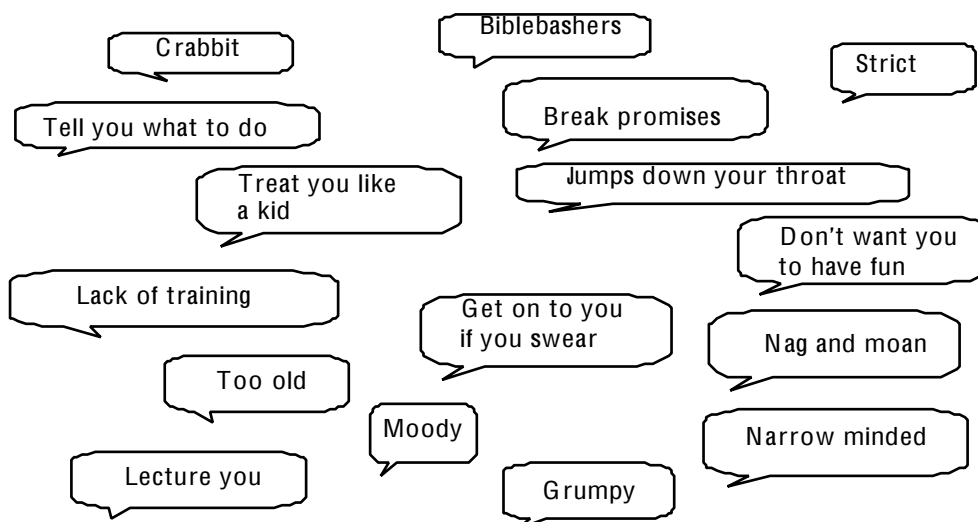 Crabbit
Biblebashers
Strict
Tell you what to do
Break promises
Treat you like
a kid
Jumps down your throat
Don't want you
to have fun
Lack of training
Get on to you
if you swear
Nag and moan
Too old
Moody
Narrow minded
Lecture you
Grumpy